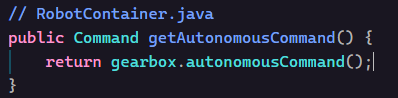 // RobotContainer.java
public Command getAutonomousCommand() {
    return gearbox.autonomousCommand();
}